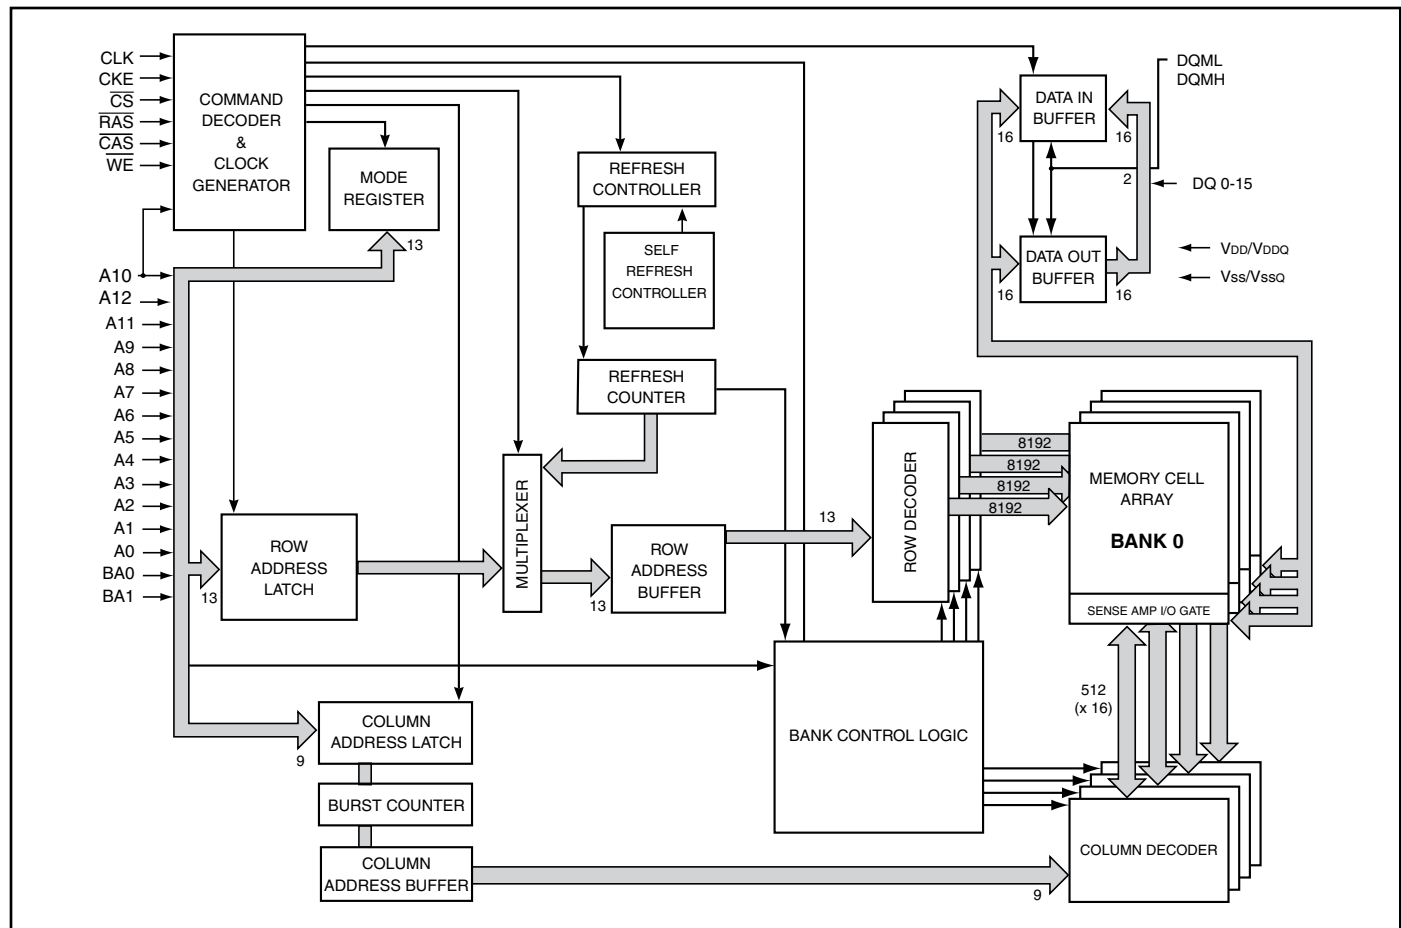 CLK
CKE
CS
RAS
CAS
WE
COMMAND
DECODER
&
CLOCK
GENERATOR
MODE
REGISTER
13
REFRESH
CONTROLLER
SELF
REFRESH
CONTROLLER
REFRESH
COUNTER
DATA IN
BUFFER
16
16
DQML
DQMH
2
DQ 0-15
DATA OUT
BUFFER
16
16
VDD/VDDQ
Vss/VssQ
A10
A12
A11
A9
A8
A7
A6
A5
A4
A3
A2
A1
A0
BA0
BA1
13
ROW
ADDRESS
LATCH
MULTIPLEXER
13
ROW
ADDRESS
BUFFER
13
ROW DECODER
8192
8192
8192
8192
MEMORY CELL
ARRAY
BANK 0
SENSE AMP I/O GATE
512
(x 16)
BANK CONTROL LOGIC
9
COLUMN
ADDRESS LATCH
BURST COUNTER
COLUMN
ADDRESS BUFFER
9
COLUMN DECODER